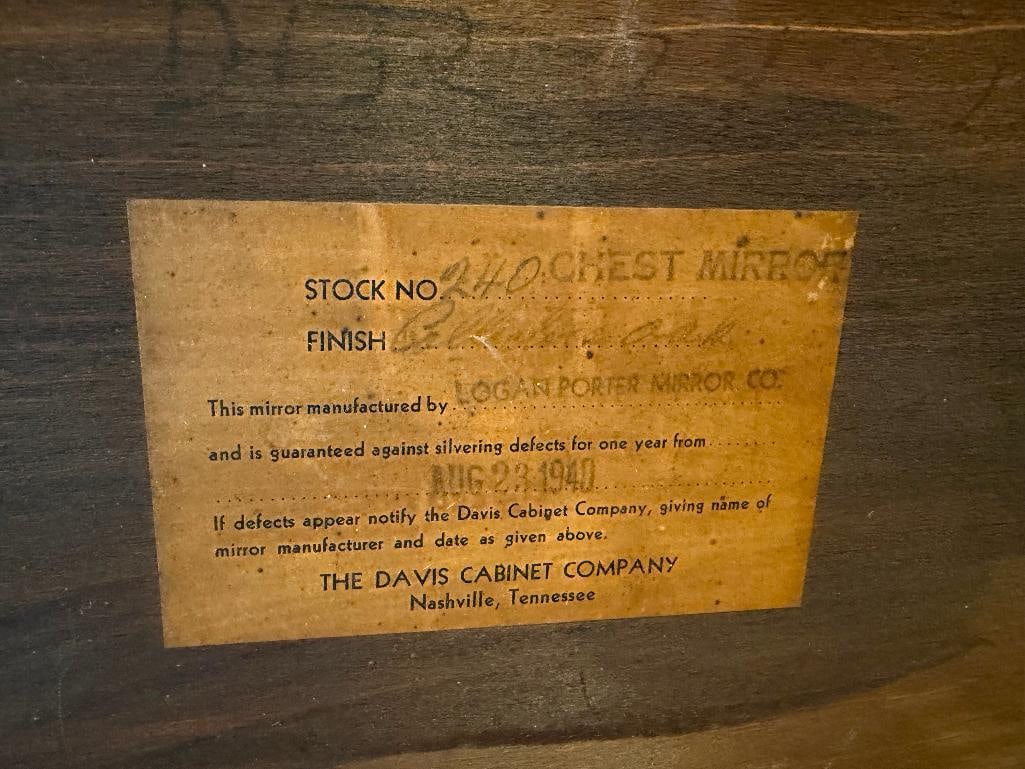 STOCK NO. 240 CHEST MIRROR
FINISH
LOGAN PORTER MIRROR CO.
This mirror manufactured by
and is guaranteed against silvering defects for one year from
AUG 23 1940
If defects appear notify the Davis Cabinet Company, giving name of
mirror manufacturer and date as given above.
THE DAVIS CABINET COMPANY
Nashville, Tennessee